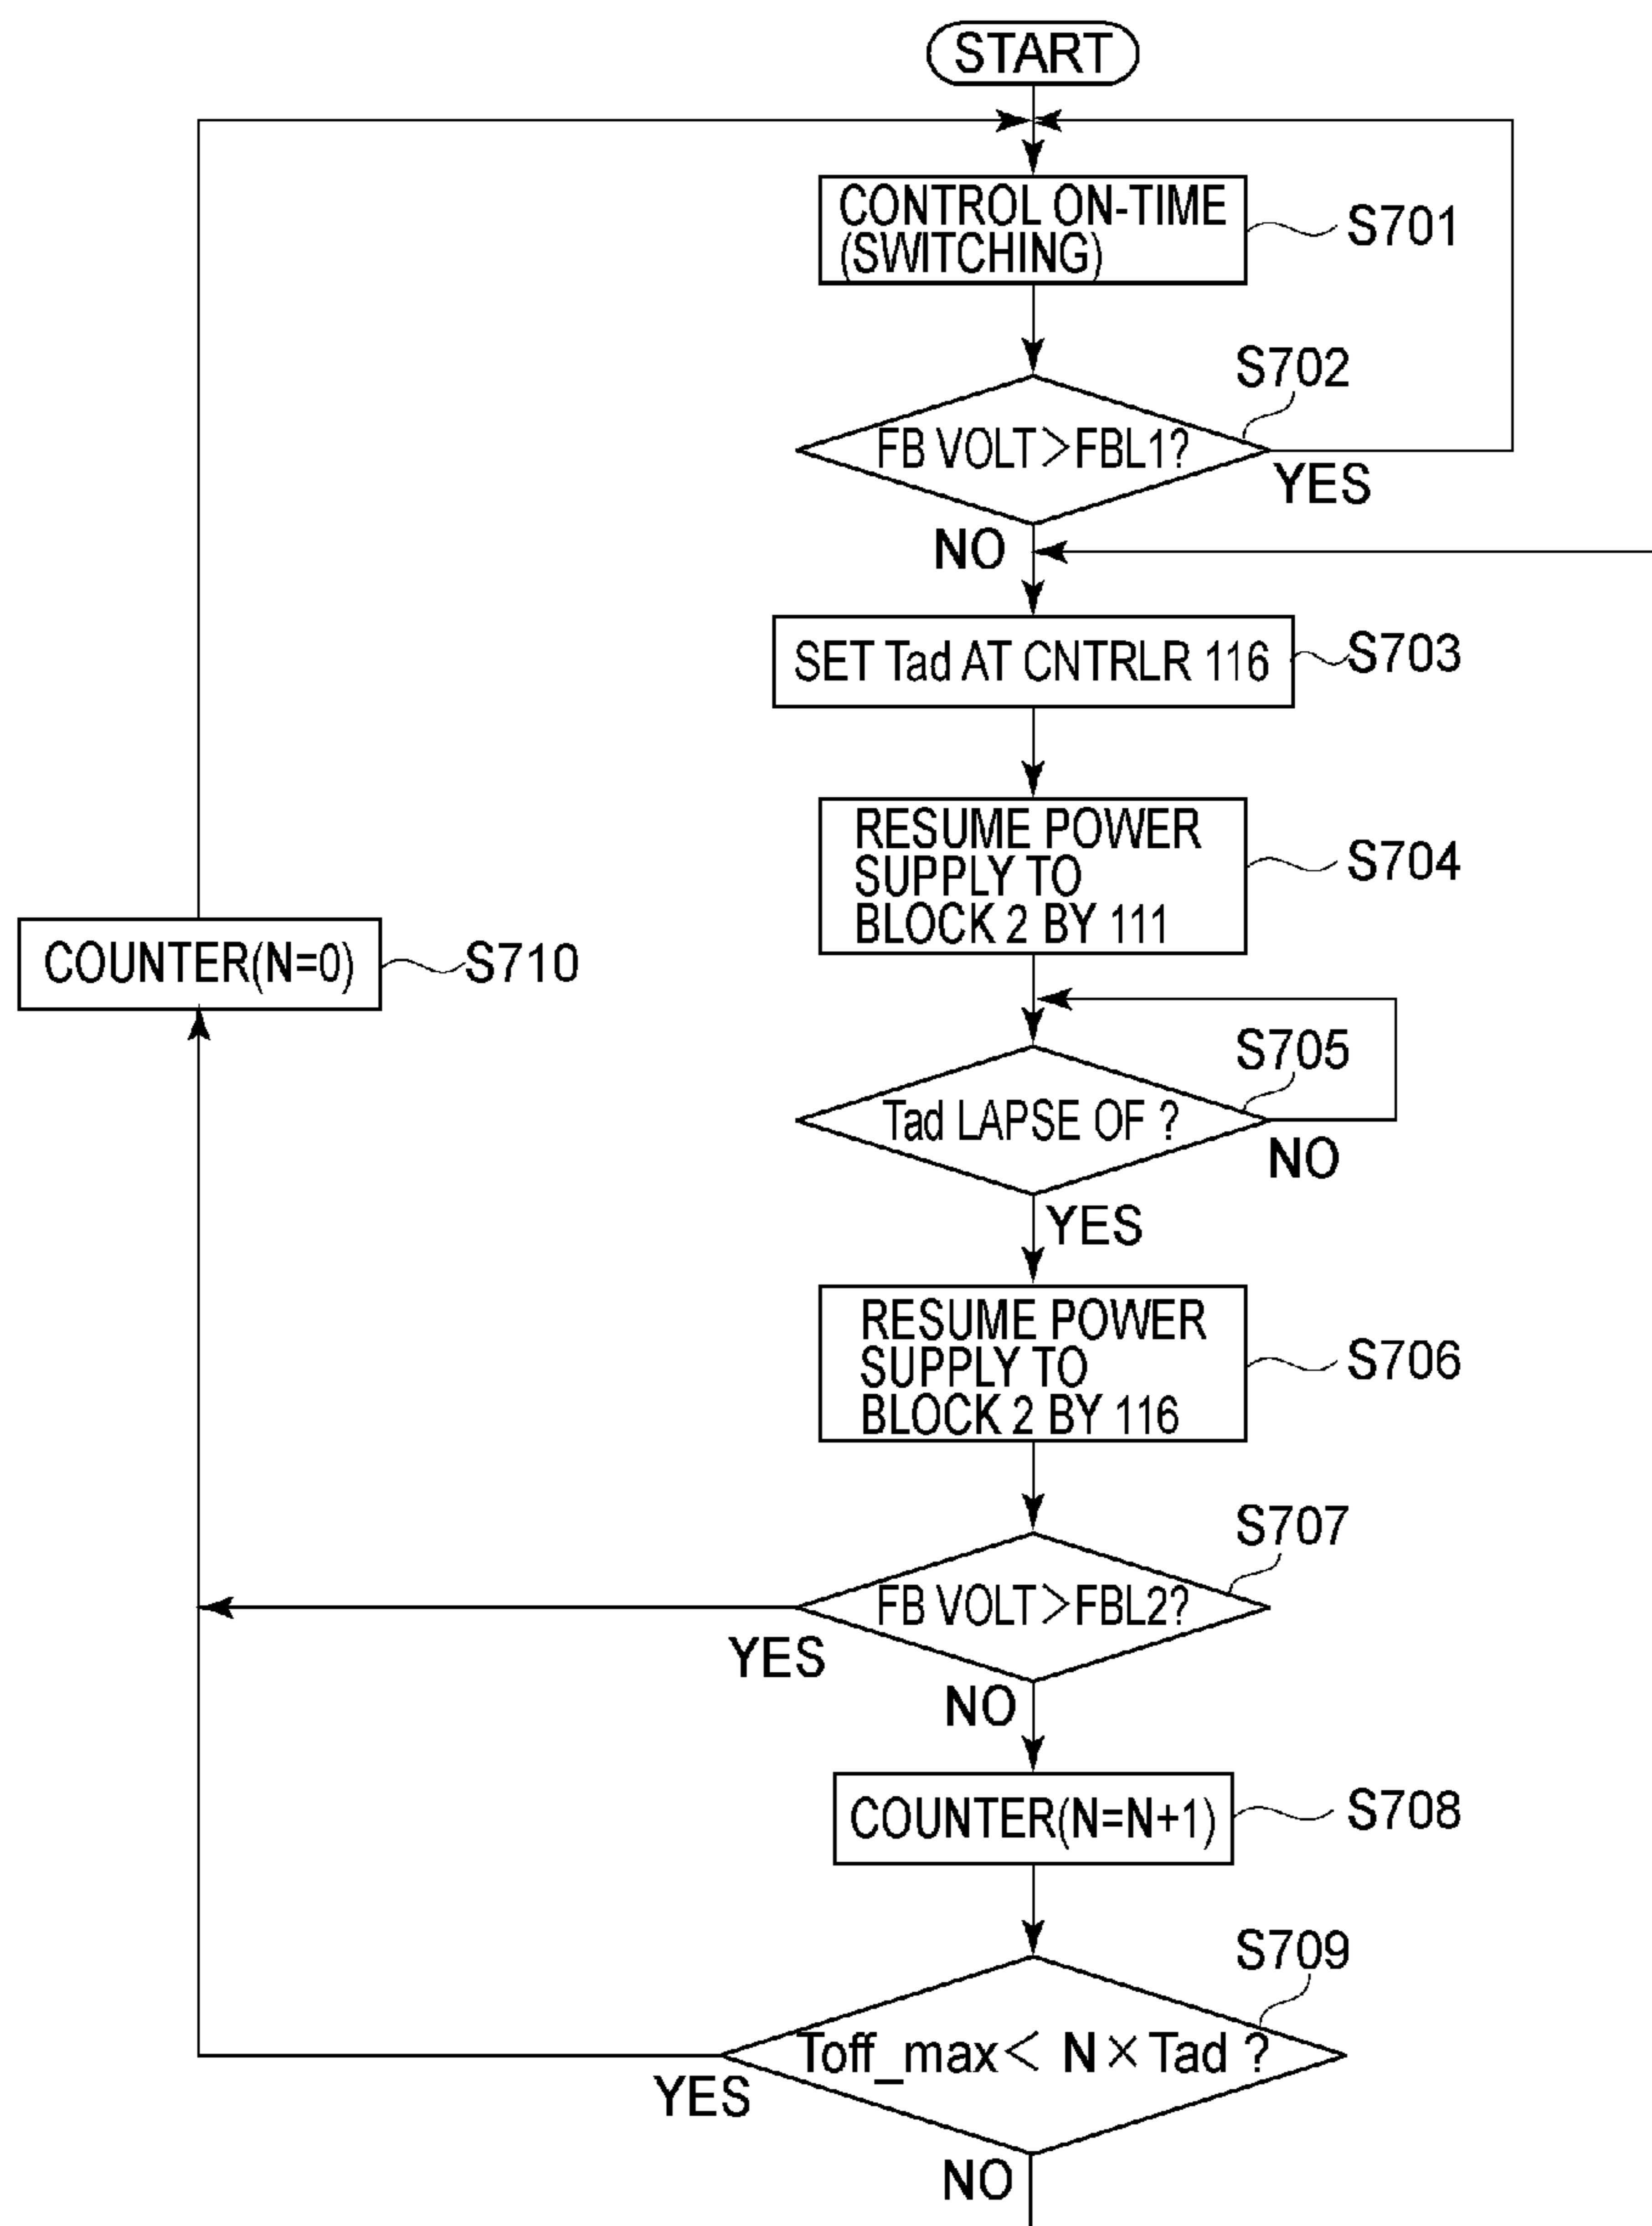 START
CONTROL ON-TIME
(SWITCHING)
S701
S702
FB VOLT>FBL1?
YES
NO
SET Tad AT CNTRLR 116
S703
RESUME POWER
SUPPLY TO
BLOCK 2 BY 111
S704
COUNTER(N=0)
S710
S705
Tad LAPSE OF ?
NO
YES
RESUME POWER
SUPPLY TO
BLOCK 2 BY 116
S706
S707
FB VOLT>FBL2?
YES
NO
COUNTER(N=N+1)
S708
S709
Toff_max< N×Tad ?
YES
NO